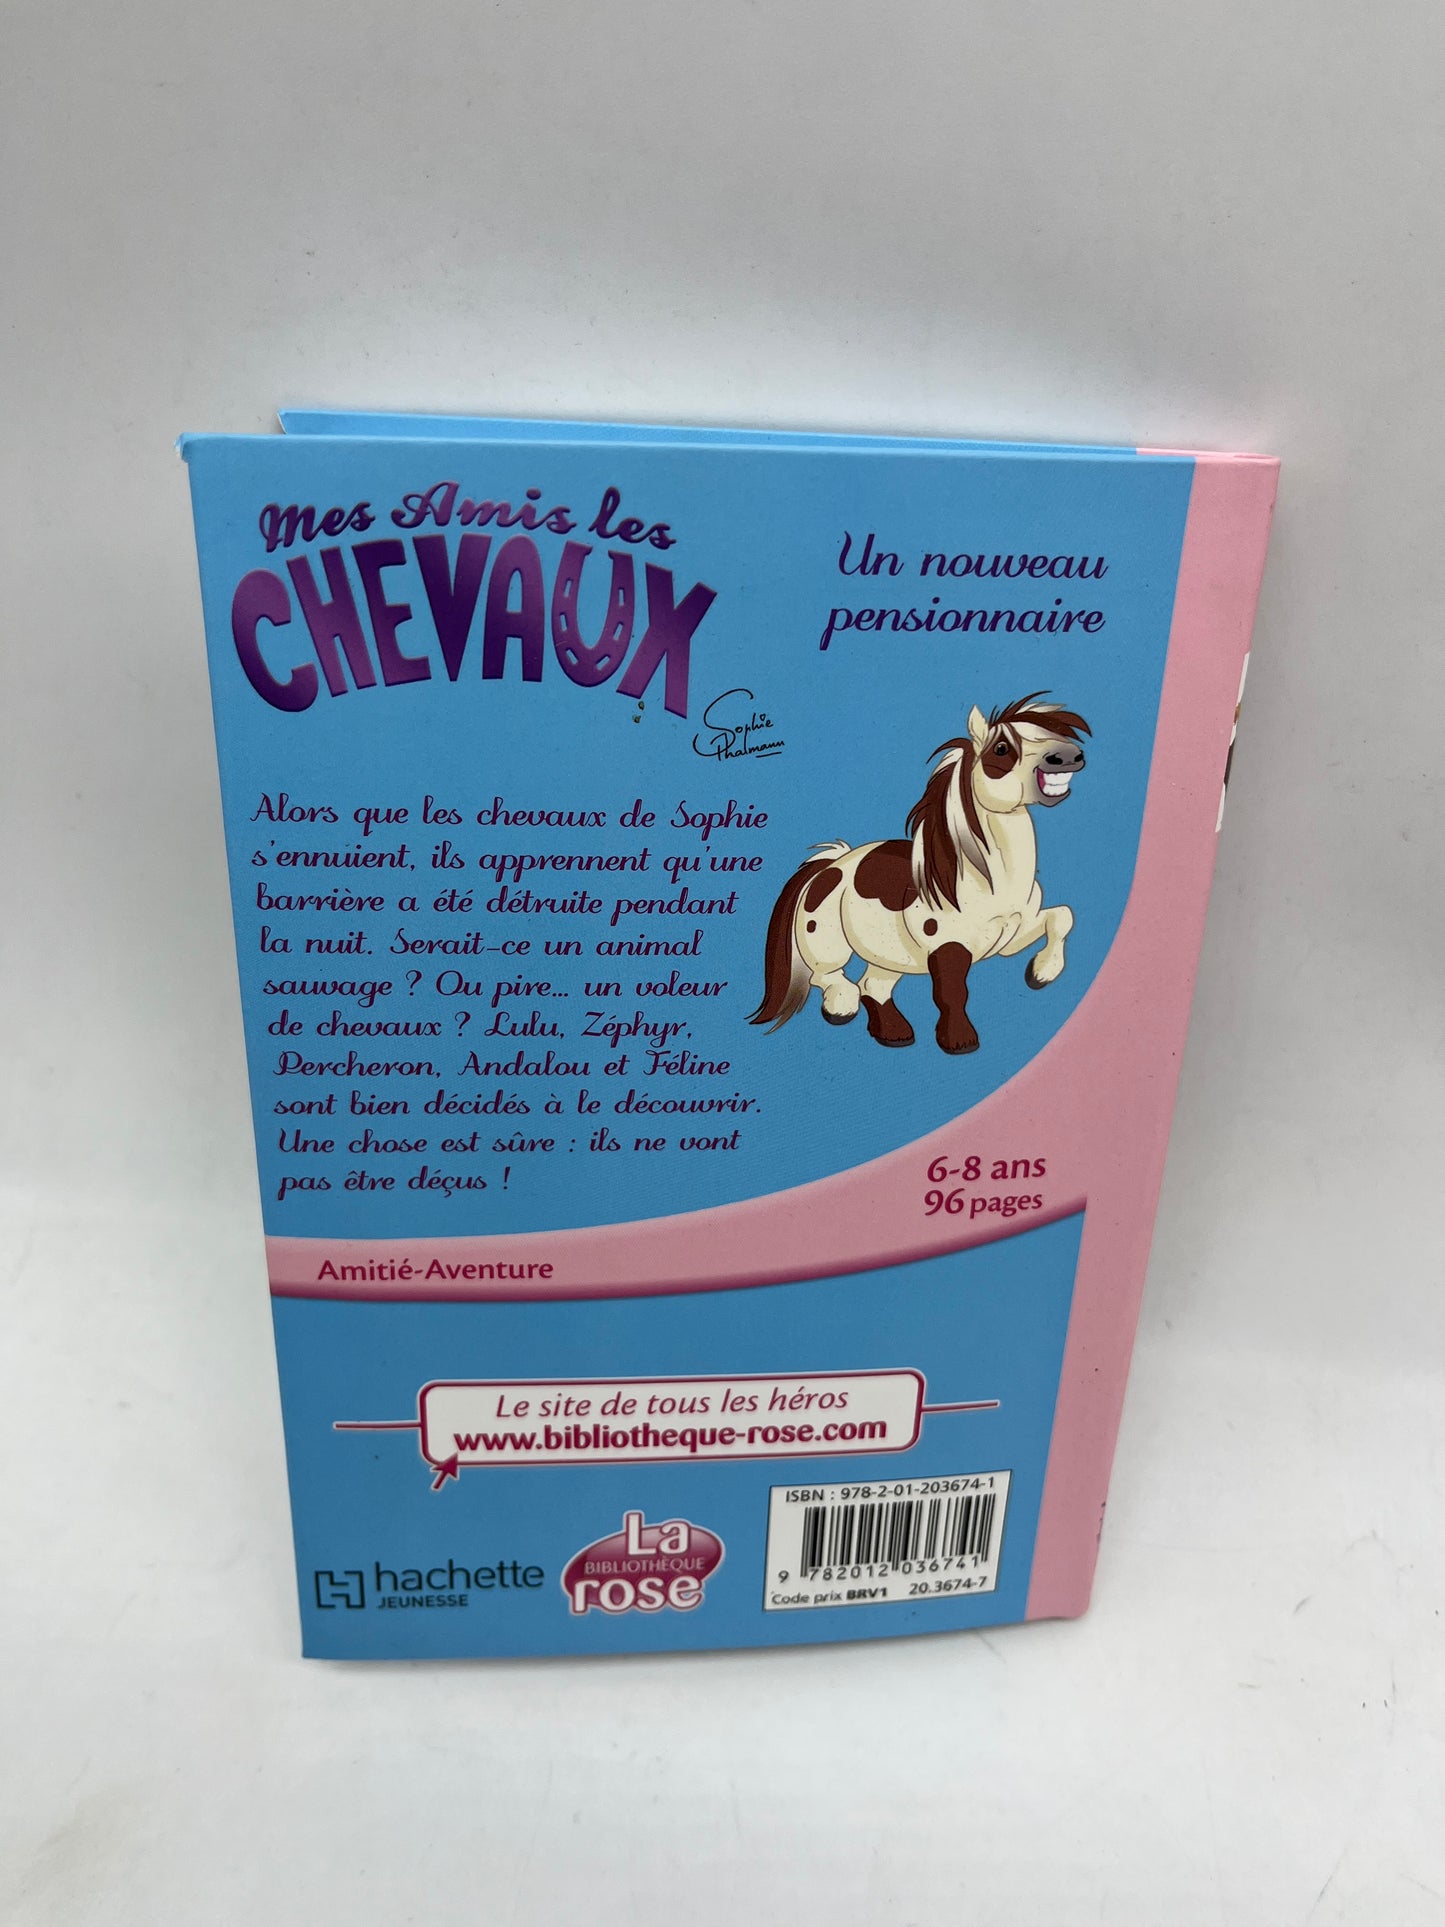 Mes Amis les
CHEVAUX
Sophie
Thalmann
Un nouveau
pensionnaire
Alors que les chevaux de Sophie
s'ennuient, ils apprennent qu'une
barrière a été détruite pendant
la nuit. Serait-ce un animal
sauvage ? Ou pire... un voleur
de chevaux ? Lulu, Zéphyr,
Percheron, Andalou et Féline
sont bien décidés à le découvrir.
Une chose est sûre : ils ne vont
pas être déçus !
6-8 ans
96 pages
Amitié-Aventure
Le site de tous les héros
www.bibliotheque-rose.com
hachette
JEUNESSE
La
BIBLIOTHÈQUE
rose
ISBN : 978-2-01-203674-1
9 782012 036741
Code prix BRV1 20.3674-7